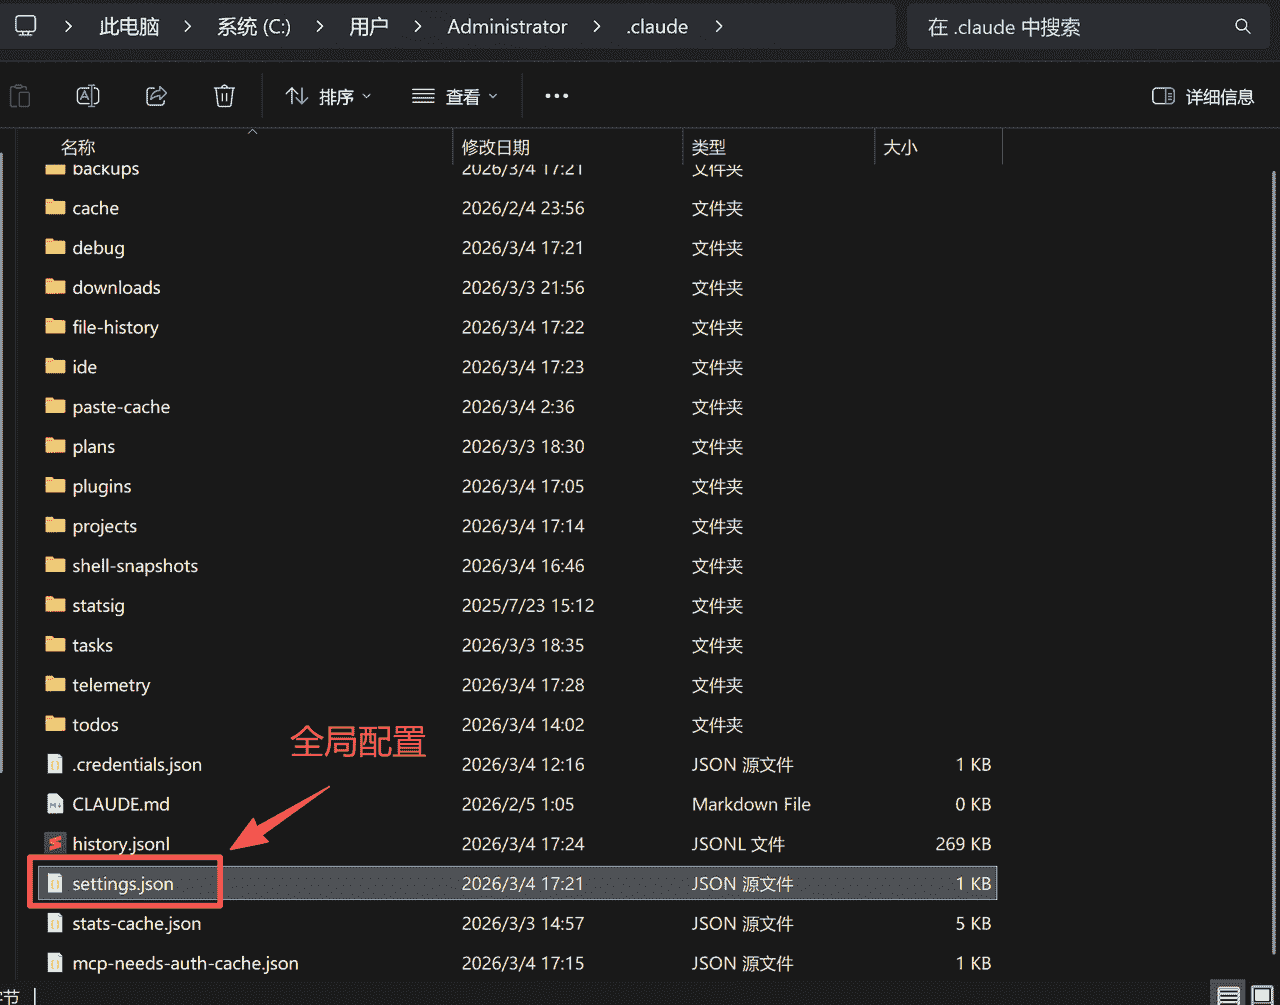 此电脑 系统 (C:) 用户 Administrator .claude 在 .claude 中搜索
排序 查看 详细信息
名称 修改日期 类型 大小
backups 2026/3/4 17:21 文件夹
cache 2026/2/4 23:56 文件夹
debug 2026/3/4 17:21 文件夹
downloads 2026/3/3 21:56 文件夹
file-history 2026/3/4 17:22 文件夹
ide 2026/3/4 17:23 文件夹
paste-cache 2026/3/4 2:36 文件夹
plans 2026/3/3 18:30 文件夹
plugins 2026/3/4 17:05 文件夹
projects 2026/3/4 17:14 文件夹
shell-snapshots 2026/3/4 16:46 文件夹
statsig 2025/7/23 15:12 文件夹
tasks 2026/3/3 18:35 文件夹
telemetry 2026/3/4 17:28 文件夹
todos 2026/3/4 14:02 文件夹
全局配置
.credentials.json 2026/3/4 12:16 JSON 源文件 1 KB
CLAUDE.md 2026/2/5 1:05 Markdown File 0 KB
history.jsonl 2026/3/4 17:24 JSONL 文件 269 KB
settings.json 2026/3/4 17:21 JSON 源文件 1 KB
stats-cache.json 2026/3/3 14:57 JSON 源文件 5 KB
mcp-needs-auth-cache.json 2026/3/4 17:15 JSON 源文件 1 KB
字节